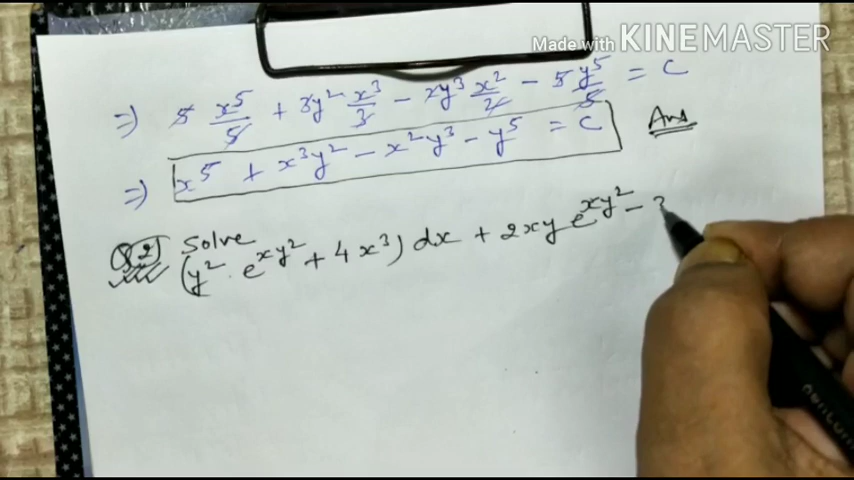 Made with KINEMASTER
⇒ 5 x⁵/5 + 3y² x³/3 − 2y³ x²/2 − 5 y⁵/5 = C
⇒ x⁵ + x³y² − x²y³ − y⁵ = C Ans
Q2) Solve
(y² · e^{xy²} + 4x³) dx + 2xy e^{xy²} −